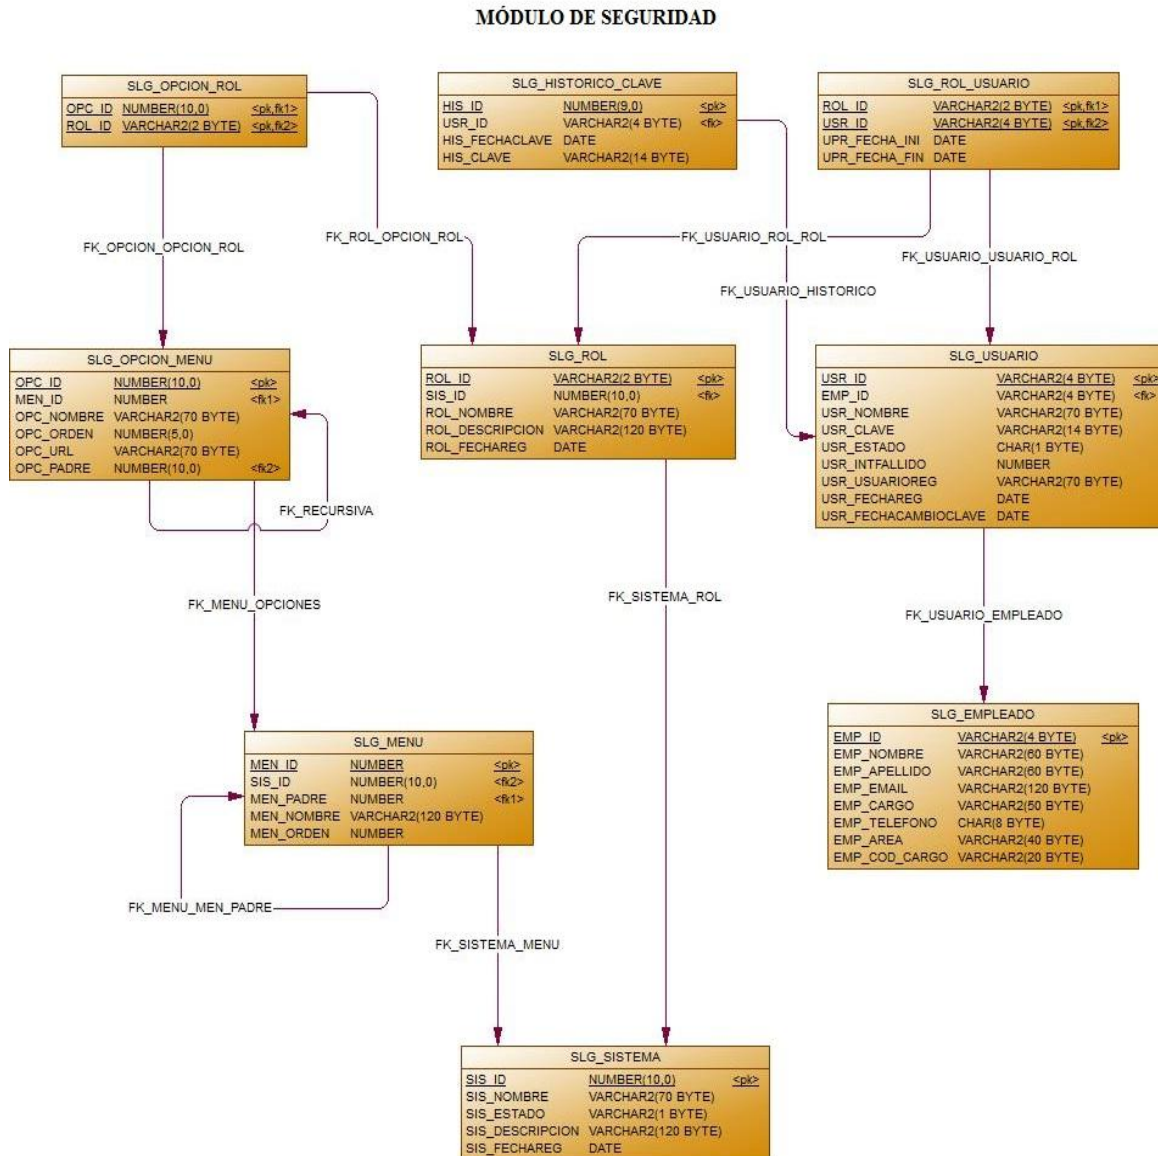 MÓDULO DE SEGURIDAD
SLG_OPCION_ROL
OPC_ID NUMBER(10,0) <pk,fk1>
ROL_ID VARCHAR2(2 BYTE) <pk,fk2>
SLG_HISTORICO_CLAVE
HIS_ID NUMBER(9,0) <pk>
USR_ID VARCHAR2(4 BYTE) <fk>
HIS_FECHACLAVE DATE
HIS_CLAVE VARCHAR2(14 BYTE)
SLG_ROL_USUARIO
ROL_ID VARCHAR2(2 BYTE) <pk,fk1>
USR_ID VARCHAR2(4 BYTE) <pk,fk2>
UPR_FECHA_INI DATE
UPR_FECHA_FIN DATE
FK_OPCION_OPCION_ROL
FK_ROL_OPCION_ROL
FK_USUARIO_ROL_ROL
FK_USUARIO_USUARIO_ROL
FK_USUARIO_HISTORICO
SLG_OPCION_MENU
OPC_ID NUMBER(10,0) <pk>
MEN_ID NUMBER <fk1>
OPC_NOMBRE VARCHAR2(70 BYTE)
OPC_ORDEN NUMBER(5,0)
OPC_URL VARCHAR2(70 BYTE)
OPC_PADRE NUMBER(10,0) <fk2>
SLG_ROL
ROL_ID VARCHAR2(2 BYTE) <pk>
SIS_ID NUMBER(10,0) <fk>
ROL_NOMBRE VARCHAR2(70 BYTE)
ROL_DESCRIPCION VARCHAR2(120 BYTE)
ROL_FECHAREG DATE
SLG_USUARIO
USR_ID VARCHAR2(4 BYTE) <pk>
EMP_ID VARCHAR2(4 BYTE) <fk>
USR_NOMBRE VARCHAR2(70 BYTE)
USR_CLAVE VARCHAR2(14 BYTE)
USR_ESTADO CHAR(1 BYTE)
USR_INTFALLIDO NUMBER
USR_USUARIOREG VARCHAR2(70 BYTE)
USR_FECHAREG DATE
USR_FECHACAMBIOCLAVE DATE
FK_RECURSIVA
FK_MENU_OPCIONES
FK_SISTEMA_ROL
FK_USUARIO_EMPLEADO
SLG_MENU
MEN_ID NUMBER <pk>
SIS_ID NUMBER(10,0) <fk2>
MEN_PADRE NUMBER <fk1>
MEN_NOMBRE VARCHAR2(120 BYTE)
MEN_ORDEN NUMBER
SLG_EMPLEADO
EMP_ID VARCHAR2(4 BYTE) <pk>
EMP_NOMBRE VARCHAR2(60 BYTE)
EMP_APELLIDO VARCHAR2(60 BYTE)
EMP_EMAIL VARCHAR2(120 BYTE)
EMP_CARGO VARCHAR2(50 BYTE)
EMP_TELEFONO CHAR(8 BYTE)
EMP_AREA VARCHAR2(40 BYTE)
EMP_COD_CARGO VARCHAR2(20 BYTE)
FK_MENU_MEN_PADRE
FK_SISTEMA_MENU
SLG_SISTEMA
SIS_ID NUMBER(10,0) <pk>
SIS_NOMBRE VARCHAR2(70 BYTE)
SIS_ESTADO VARCHAR2(1 BYTE)
SIS_DESCRIPCION VARCHAR2(120 BYTE)
SIS_FECHAREG DATE